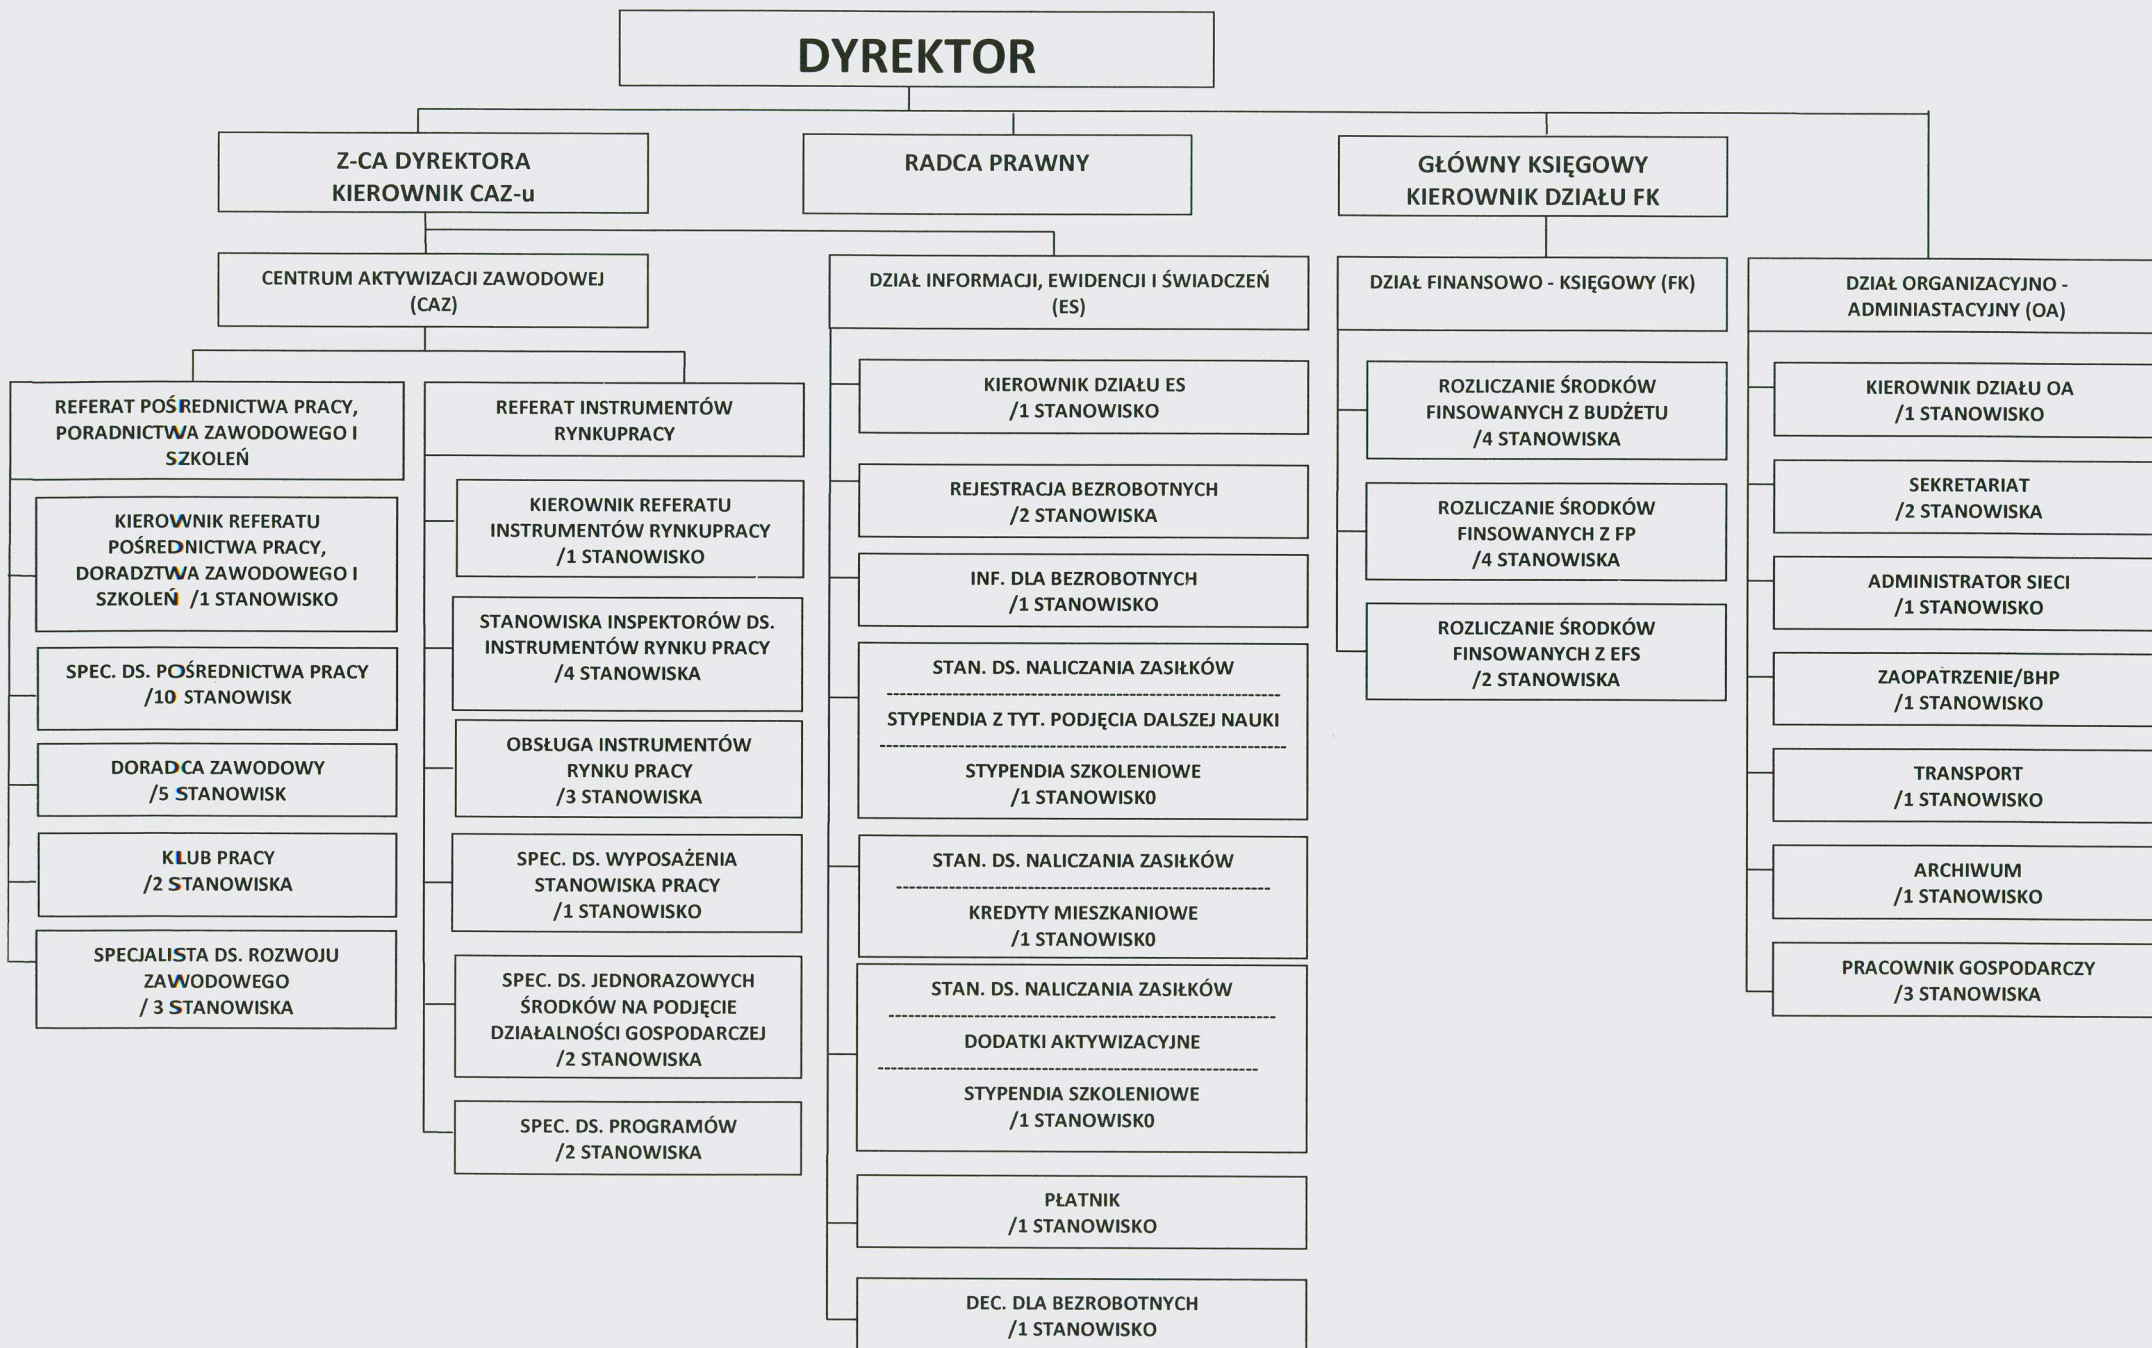 DYREKTOR
Z-CA DYREKTORA
KIEROWNIK CAZ-u
RADCA PRAWNY
GŁÓWNY KSIĘGOWY
KIEROWNIK DZIAŁU FK
CENTRUM AKTYWIZACJI ZAWODOWEJ
(CAZ)
DZIAŁ INFORMACJI, EWIDENCJI I ŚWIADCZEŃ
(ES)
DZIAŁ FINANSOWO - KSIĘGOWY (FK)
DZIAŁ ORGANIZACYJNO -
ADMINIASTACYJNY (OA)
REFERAT POŚREDNICTWA PRACY,
PORADNICTWA ZAWODOWEGO I
SZKOLEŃ
KIEROWNIK REFERATU
POŚREDNICTWA PRACY,
DORADZTWA ZAWODOWEGO I
SZKOLEŃ /1 STANOWISKO
SPEC. DS. POŚREDNICTWA PRACY
/10 STANOWISK
DORADCA ZAWODOWY
/5 STANOWISK
KLUB PRACY
/2 STANOWISKA
SPECJALISTA DS. ROZWOJU
ZAWODOWEGO
/ 3 STANOWISKA
REFERAT INSTRUMENTÓW
RYNKUPRACY
KIEROWNIK REFERATU
INSTRUMENTÓW RYNKUPRACY
/1 STANOWISKO
STANOWISKA INSPEKTORÓW DS.
INSTRUMENTÓW RYNKU PRACY
/4 STANOWISKA
OBSŁUGA INSTRUMENTÓW
RYNKU PRACY
/3 STANOWISKA
SPEC. DS. WYPOSAŻENIA
STANOWISKA PRACY
/1 STANOWISKO
SPEC. DS. JEDNORAZOWYCH
ŚRODKÓW NA PODJĘCIE
DZIAŁALNOŚCI GOSPODARCZEJ
/2 STANOWISKA
SPEC. DS. PROGRAMÓW
/2 STANOWISKA
KIEROWNIK DZIAŁU ES
/1 STANOWISKO
REJESTRACJA BEZROBOTNYCH
/2 STANOWISKA
INF. DLA BEZROBOTNYCH
/1 STANOWISKO
STAN. DS. NALICZANIA ZASIŁKÓW
STYPENDIA Z TYT. PODJĘCIA DALSZEJ NAUKI
STYPENDIA SZKOLENIOWE
/1 STANOWISK0
STAN. DS. NALICZANIA ZASIŁKÓW
KREDYTY MIESZKANIOWE
/1 STANOWISK0
STAN. DS. NALICZANIA ZASIŁKÓW
DODATKI AKTYWIZACYJNE
STYPENDIA SZKOLENIOWE
/1 STANOWISK0
PŁATNIK
/1 STANOWISKO
DEC. DLA BEZROBOTNYCH
/1 STANOWISKO
ROZLICZANIE ŚRODKÓW
FINSOWANYCH Z BUDŻETU
/4 STANOWISKA
ROZLICZANIE ŚRODKÓW
FINSOWANYCH Z FP
/4 STANOWISKA
ROZLICZANIE ŚRODKÓW
FINSOWANYCH Z EFS
/2 STANOWISKA
KIEROWNIK DZIAŁU OA
/1 STANOWISKO
SEKRETARIAT
/2 STANOWISKA
ADMINISTRATOR SIECI
/1 STANOWISKO
ZAOPATRZENIE/BHP
/1 STANOWISKO
TRANSPORT
/1 STANOWISKO
ARCHIWUM
/1 STANOWISKO
PRACOWNIK GOSPODARCZY
/3 STANOWISKA